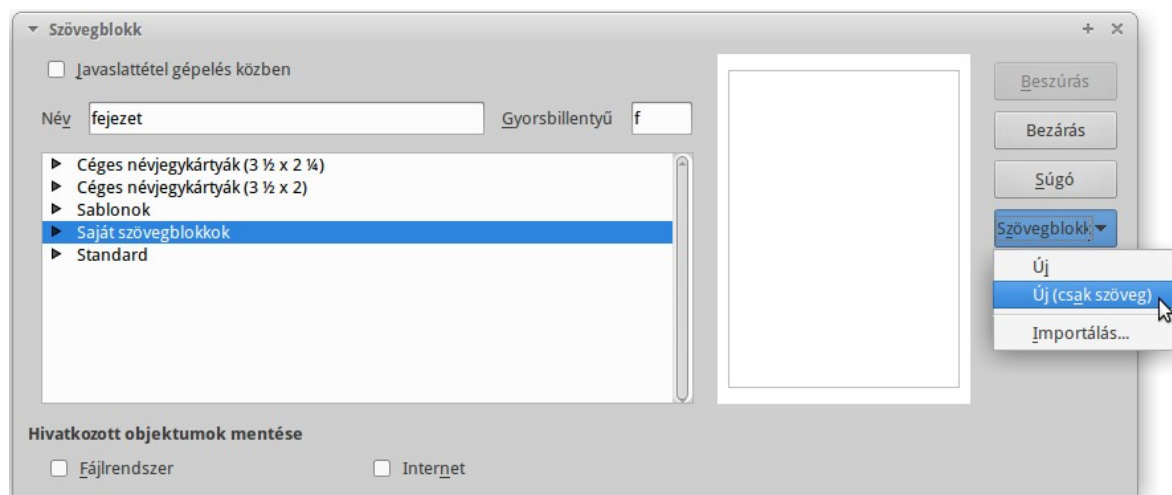 Szövegblokk
Javaslattétel gépelés közben
Név fejezet Gyorsbillentyű f
Céges névjegykártyák (3 ½ x 2 ¼)
Céges névjegykártyák (3 ½ x 2)
Sablonok
Saját szövegblokkok
Standard
Beszúrás
Bezárás
Súgó
Szövegblokk
Új
Új (csak szöveg)
Importálás...
Hivatkozott objektumok mentése
Fájlrendszer Internet